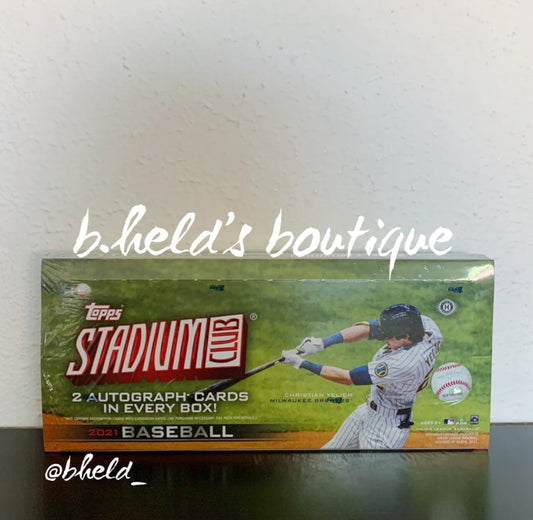 b.held's boutique
topps
STADIUM CLUB®
2 AUTOGRAPH* CARDS
IN EVERY BOX!
2021 BASEBALL
CHRISTIAN YELICH
MILWAUKEE BREWERS
@bheld_